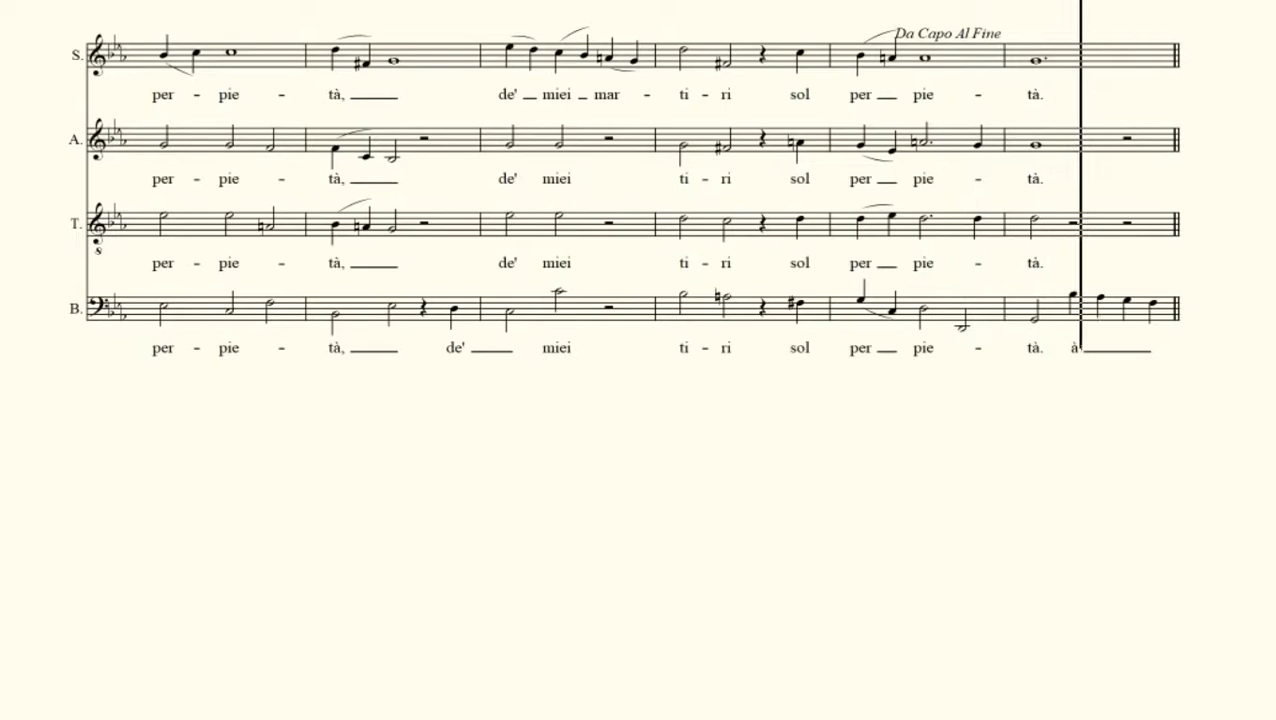 Da Capo Al Fine
S.
per - pie - tà, de' miei mar - ti - ri sol per pie - tà.
A.
per - pie - tà, de' miei ti - ri sol per pie - tà.
T.
8
per - pie - tà, de' miei ti - ri sol per pie - tà.
B.
per - pie - tà, de' miei ti - ri sol per pie - tà. à